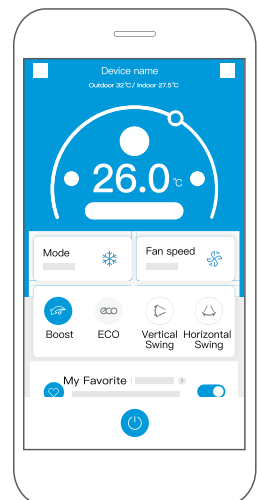 Device name
Outdoor 32°C / Indoor 27.5°C
26.0 °C
Mode
Fan speed
eco
Boost
ECO
Vertical
Swing
Horizontal
Swing
My Favorite